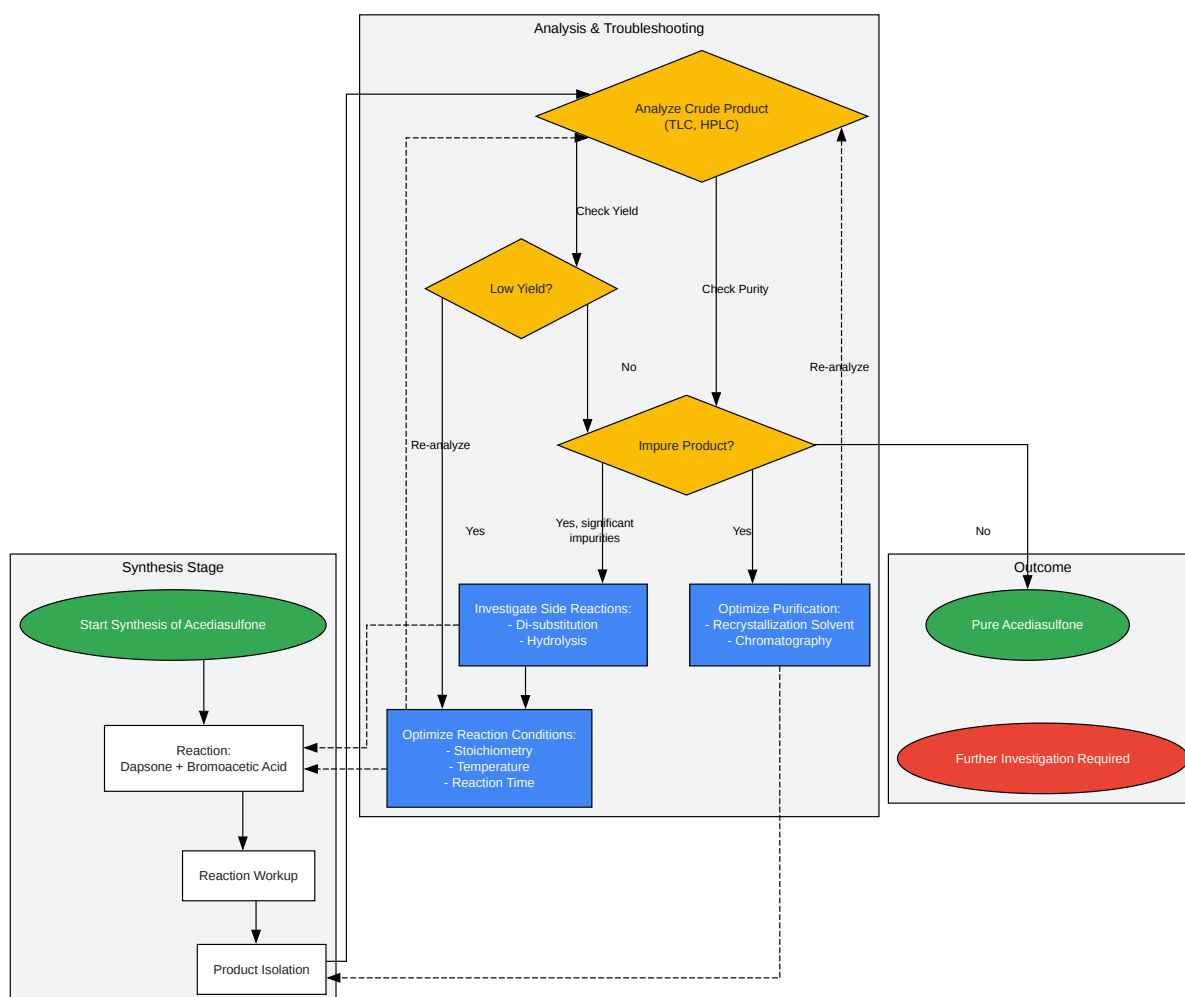 Analysis & Troubleshooting
Analyze Crude Product
(TLC, HPLC)
Check Yield
Low Yield?
Check Purity
No
Re-analyze
Re-analyze
Impure Product?
Yes
Yes, significant
impurities
Yes
No
Synthesis Stage
Start Synthesis of Acediasulfone
Investigate Side Reactions:
- Di-substitution
- Hydrolysis
Optimize Purification:
- Recrystallization Solvent
- Chromatography
Outcome
Pure Acediasulfone
Reaction:
Dapsone + Bromoacetic Acid
Optimize Reaction Conditions:
- Stoichiometry
- Temperature
- Reaction Time
Further Investigation Required
Reaction Workup
Product Isolation